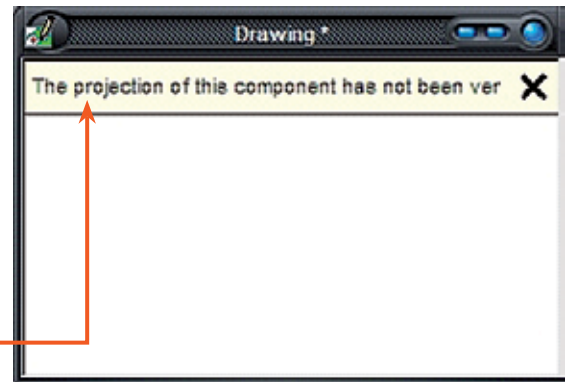 Drawing *
The projection of this component has not been ver